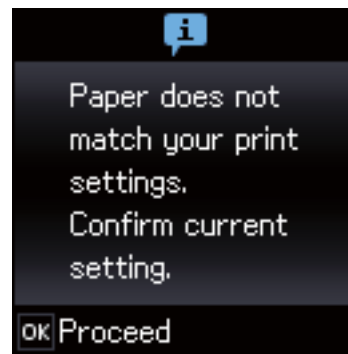 i
Paper does not
match your print
settings.
Confirm current
setting.
OK Proceed